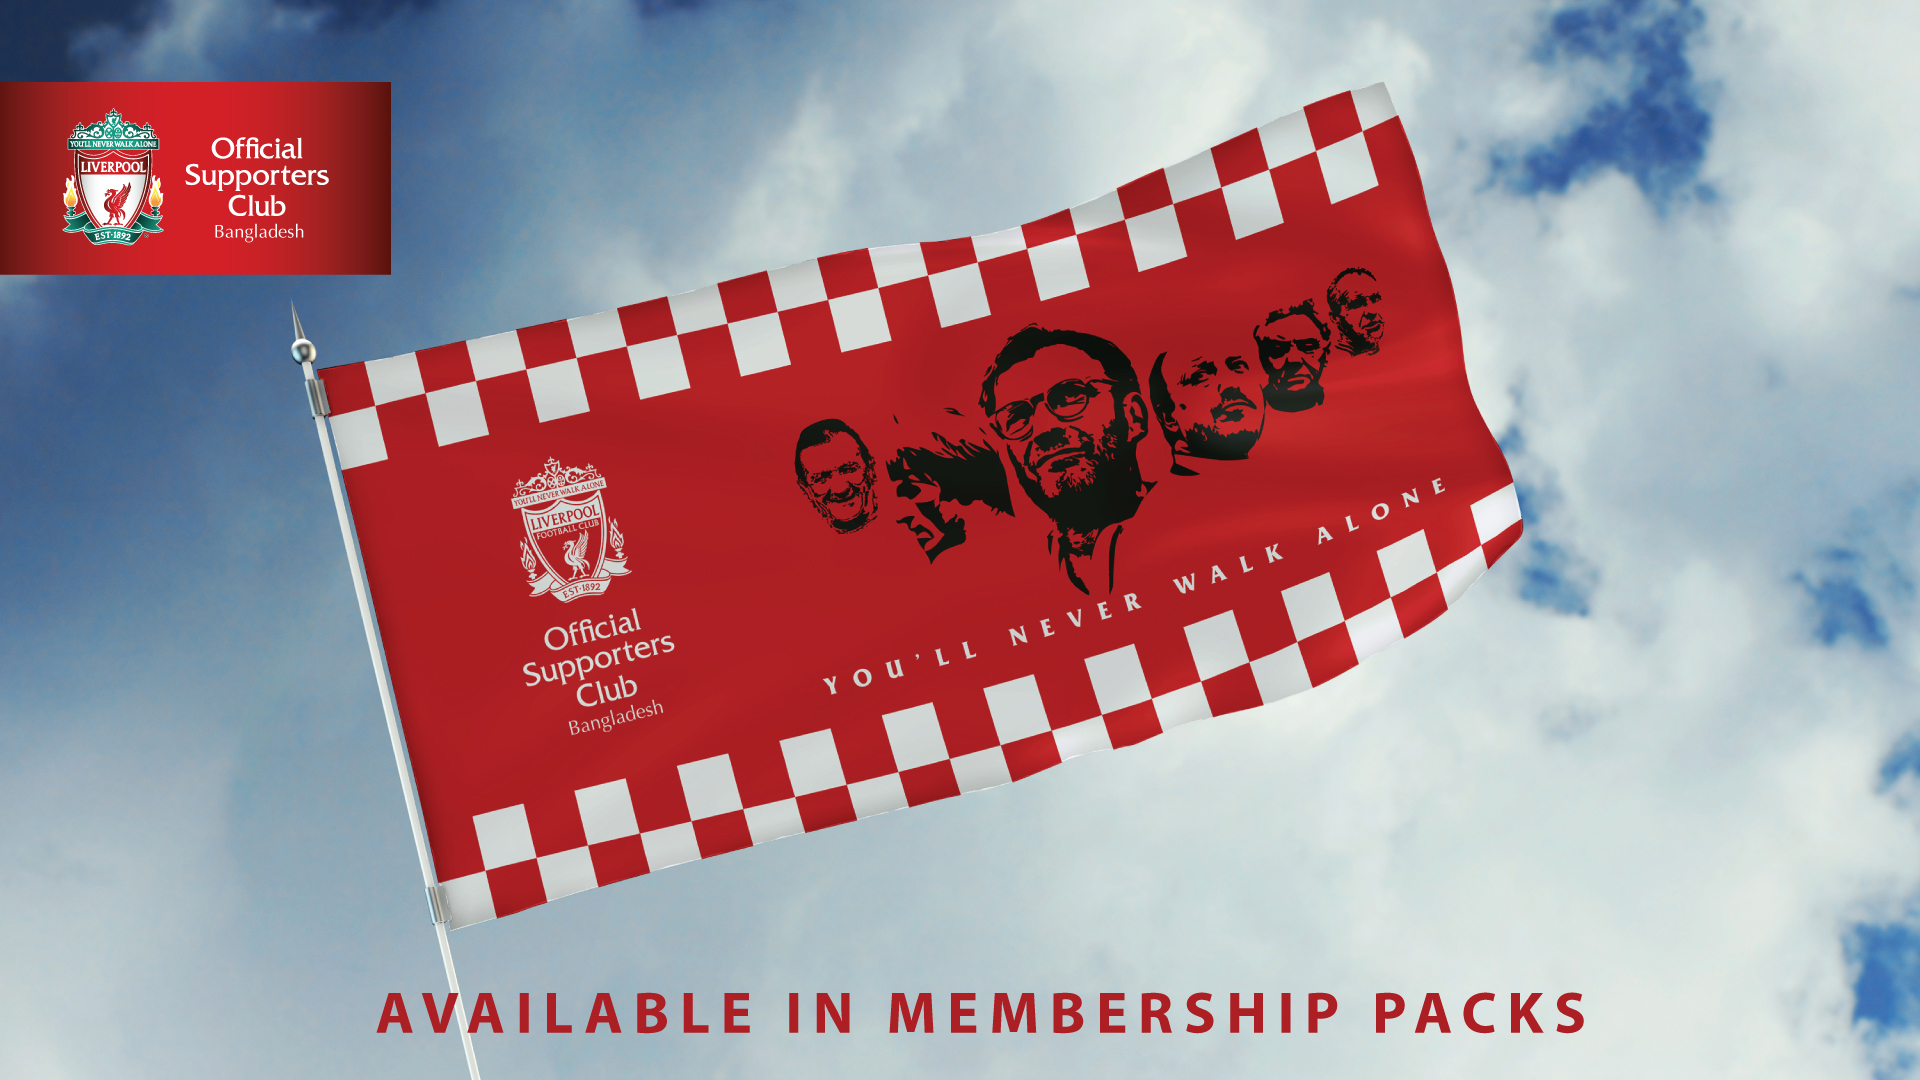 YOU'LL NEVER WALK ALONE
LIVERPOOL
EST·1892
Official
Supporters
Club
Bangladesh
YOU'LL NEVER WALK ALONE
LIVERPOOL
FOOTBALL CLUB
EST·1892
Official
Supporters
Club
Bangladesh
YOU'LL NEVER WALK ALONE
AVAILABLE IN MEMBERSHIP PACKS